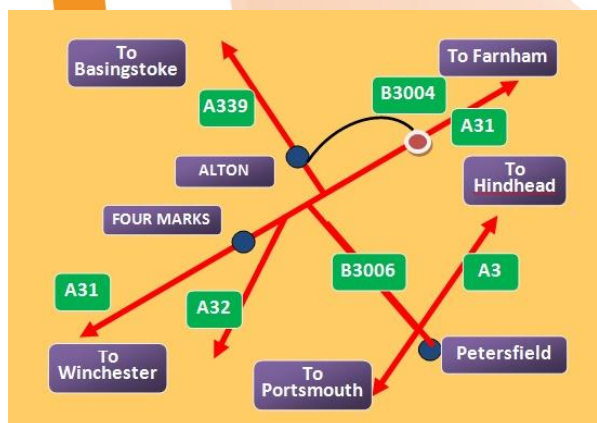 To
Basingstoke
To Farnham
B3004
A339
A31
To
Hindhead
ALTON
FOUR MARKS
A31
A32
B3006
A3
To
Winchester
To
Portsmouth
Petersfield